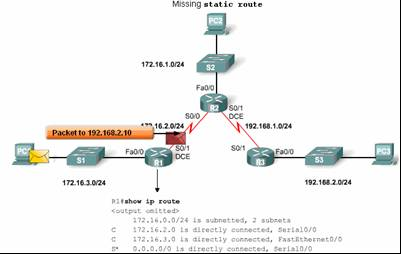 Missing static route
PC2
172.16.1.0/24
S2
Fa0/0
R2
Packet to 192.168.2.10
172.16.2.0/24
S0/0
S0/1
DCE
192.168.1.0/24
PC1
S1
Fa0/0
R1
S0/0
DCE
S0/1
R3
Fa0/0
S3
PC3
172.16.3.0/24
192.168.2.0/24
R1#show ip route
<output omitted>
172.16.0.0/24 is subnetted, 2 subnets
C 172.16.2.0 is directly connected, Serial0/0
C 172.16.3.0 is directly connected, FastEthernet0/0
S* 0.0.0.0/0 is directly connected, Serial0/0